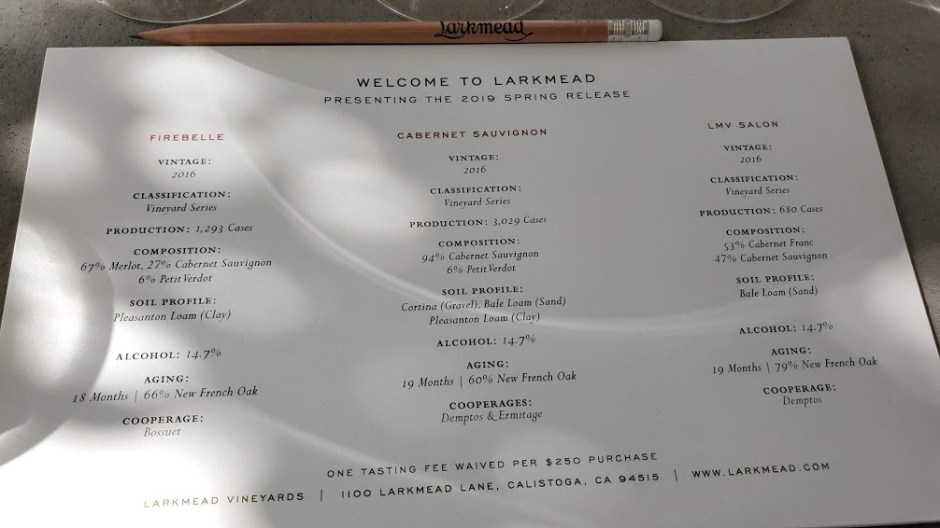 Larkmead
WELCOME TO LARKMEAD
PRESENTING THE 2019 SPRING RELEASE
FIREBELLE
VINTAGE:
2016
CLASSIFICATION:
Vineyard Series
PRODUCTION: 1,293 Cases
COMPOSITION:
67% Merlot, 27% Cabernet Sauvignon
6% Petit Verdot
SOIL PROFILE:
Pleasanton Loam (Clay)
ALCOHOL: 14.7%
AGING:
18 Months | 66% New French Oak
COOPERAGE:
Bossuet
CABERNET SAUVIGNON
VINTAGE:
2016
CLASSIFICATION:
Vineyard Series
PRODUCTION: 3,029 Cases
COMPOSITION:
94% Cabernet Sauvignon
6% Petit Verdot
SOIL PROFILE:
Cortina (Gravel), Bale Loam (Sand)
Pleasanton Loam (Clay)
ALCOHOL: 14.7%
AGING:
19 Months | 60% New French Oak
COOPERAGES:
Demptos & Ermitage
LMV SALON
VINTAGE:
2016
CLASSIFICATION:
Vineyard Series
PRODUCTION: 680 Cases
COMPOSITION:
53% Cabernet Franc
47% Cabernet Sauvignon
SOIL PROFILE:
Bale Loam (Sand)
ALCOHOL: 14.7%
AGING:
19 Months | 79% New French Oak
COOPERAGE:
Demptos
ONE TASTING FEE WAIVED PER $250 PURCHASE
LARKMEAD VINEYARDS | 1100 LARKMEAD LANE, CALISTOGA, CA 94515 | WWW.LARKMEAD.COM